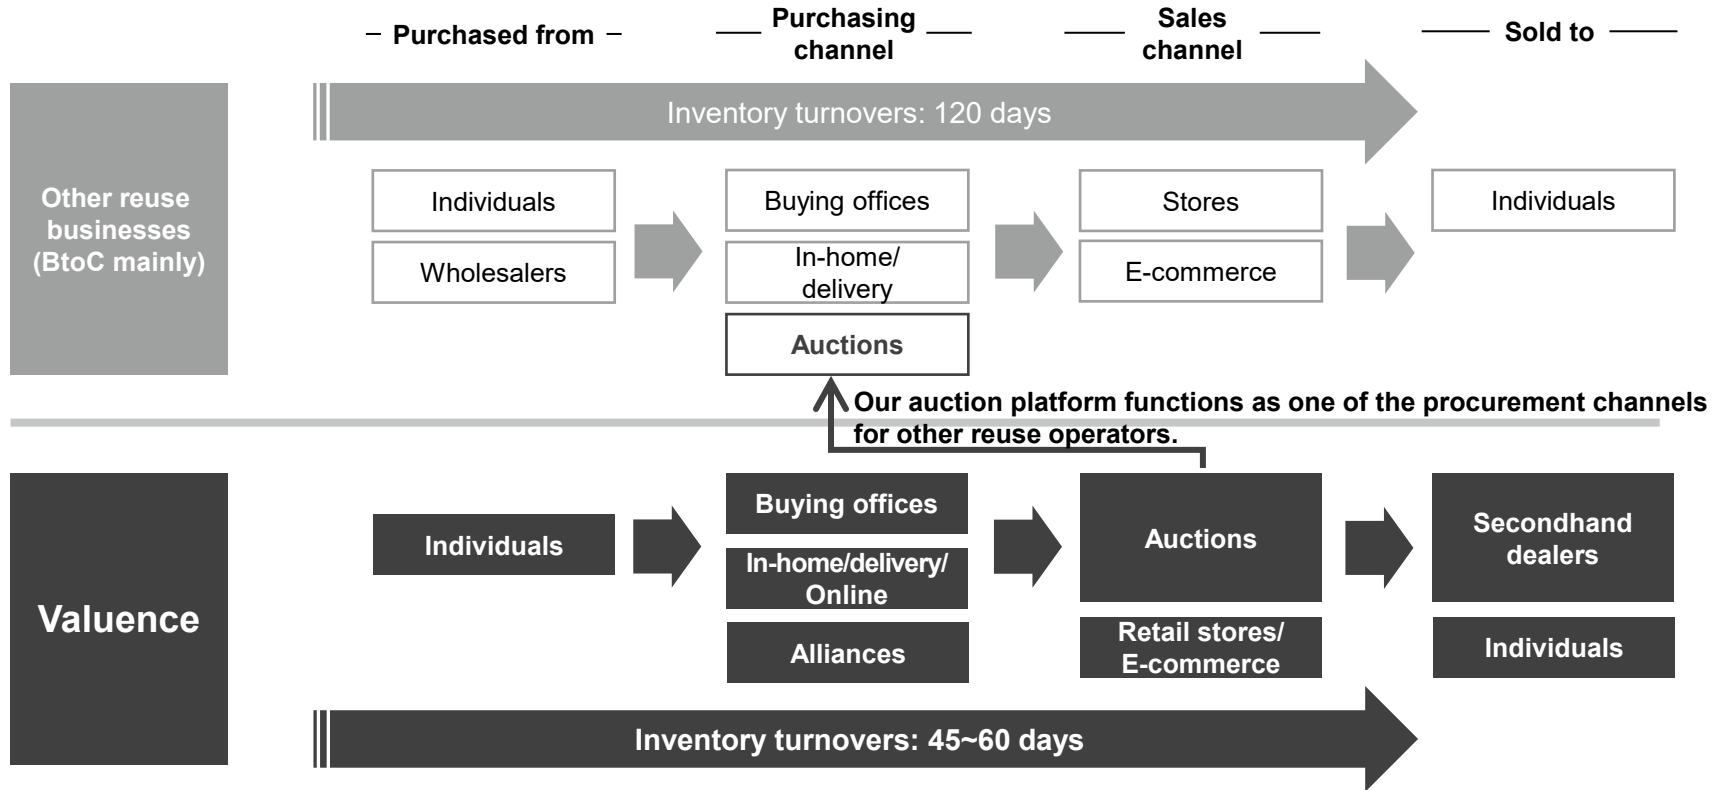 Purchased from
Purchasing
channel
Sales
channel
Sold to
Inventory turnovers: 120 days
Other reuse
businesses
(BtoC mainly)
Individuals
Wholesalers
Buying offices
In-home/
delivery
Auctions
Stores
E-commerce
Individuals
Our auction platform functions as one of the procurement channels
for other reuse operators.
Valuence
Individuals
Buying offices
In-home/delivery/
Online
Alliances
Auctions
Retail stores/
E-commerce
Secondhand
dealers
Individuals
Inventory turnovers: 45~60 days